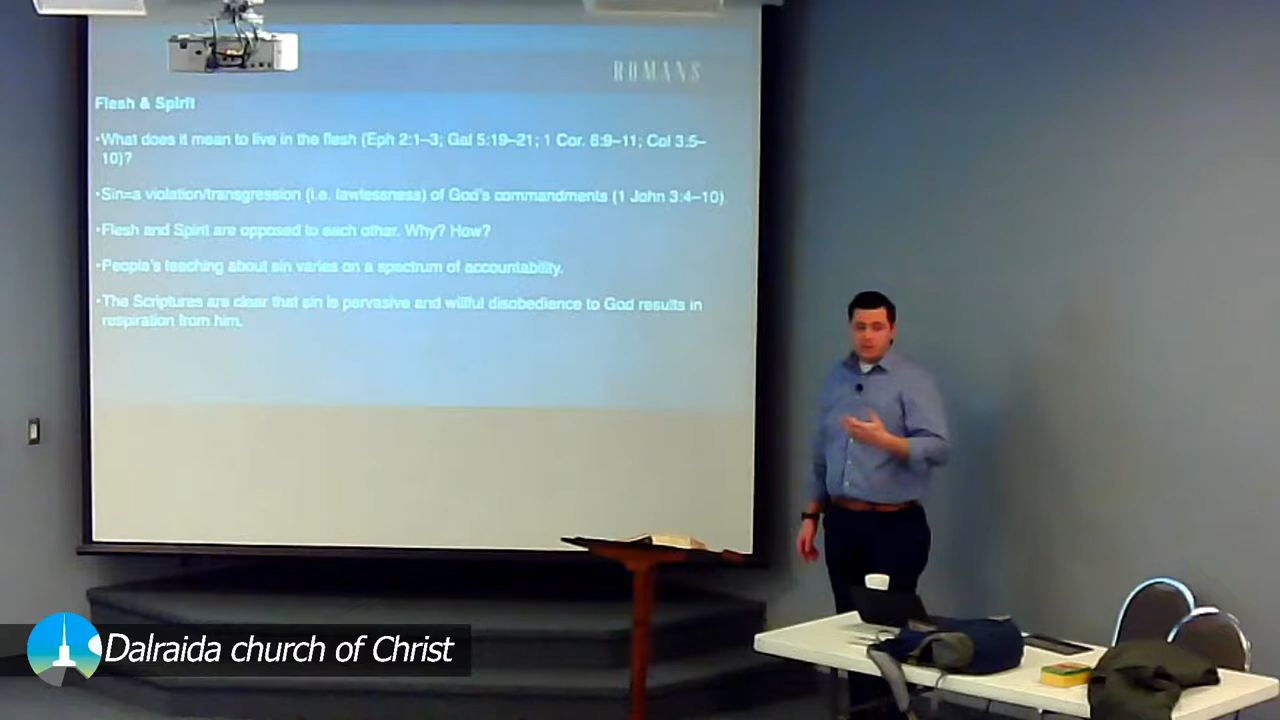 ROMANS
Flesh & Spirit
•What does it mean to live in the flesh (Eph 2:1–3; Gal 5:19–21; 1 Cor. 6:9–11; Col 3:5–
10)?
•Sin=a violation/transgression (i.e. lawlessness) of God's commandments (1 John 3:4–10)
•Flesh and Spirit are opposed to each other. Why? How?
•People's teaching about sin varies on a spectrum of accountability.
•The Scriptures are clear that sin is pervasive and willful disobedience to God results in
respiration from him.
Dalraida church of Christ